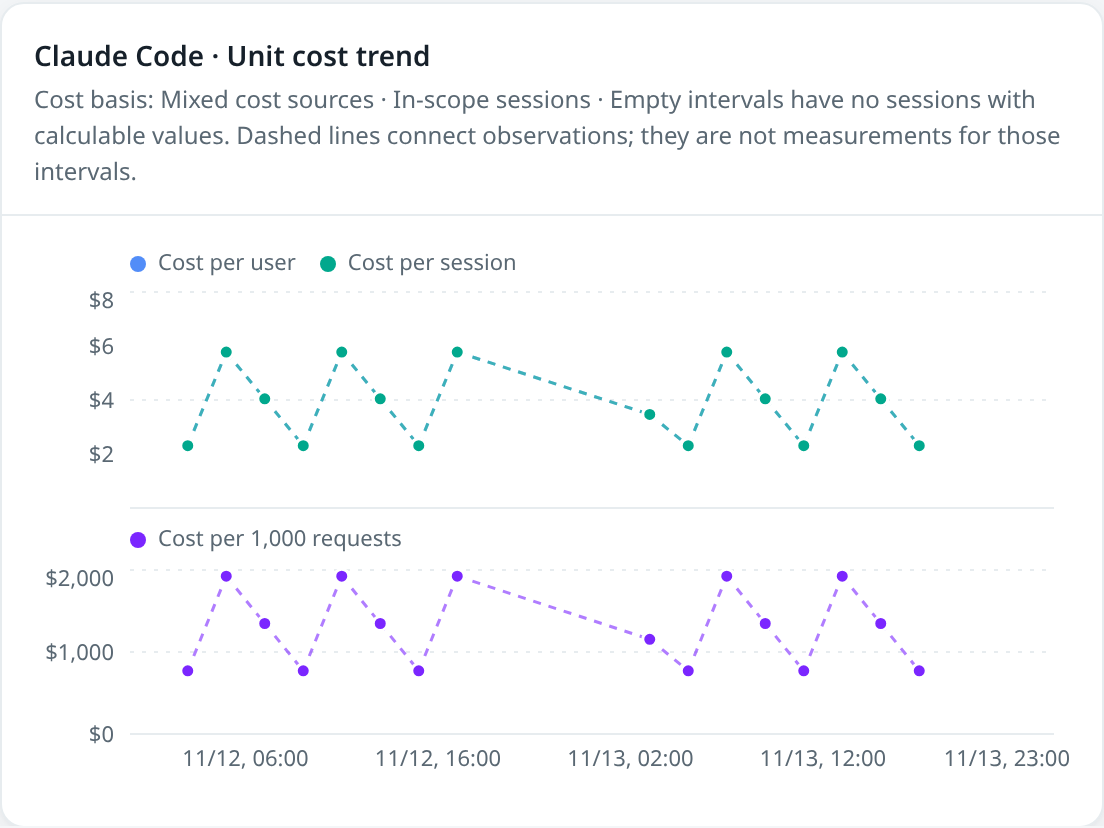 Claude Code · Unit cost trend
Cost basis: Mixed cost sources · In-scope sessions · Empty intervals have no sessions with
calculable values. Dashed lines connect observations; they are not measurements for those
intervals.
Cost per user Cost per session
$8
$6
$4
$2
Cost per 1,000 requests
$2,000
$1,000
$0
11/12, 06:00 11/12, 16:00 11/13, 02:00 11/13, 12:00 11/13, 23:00